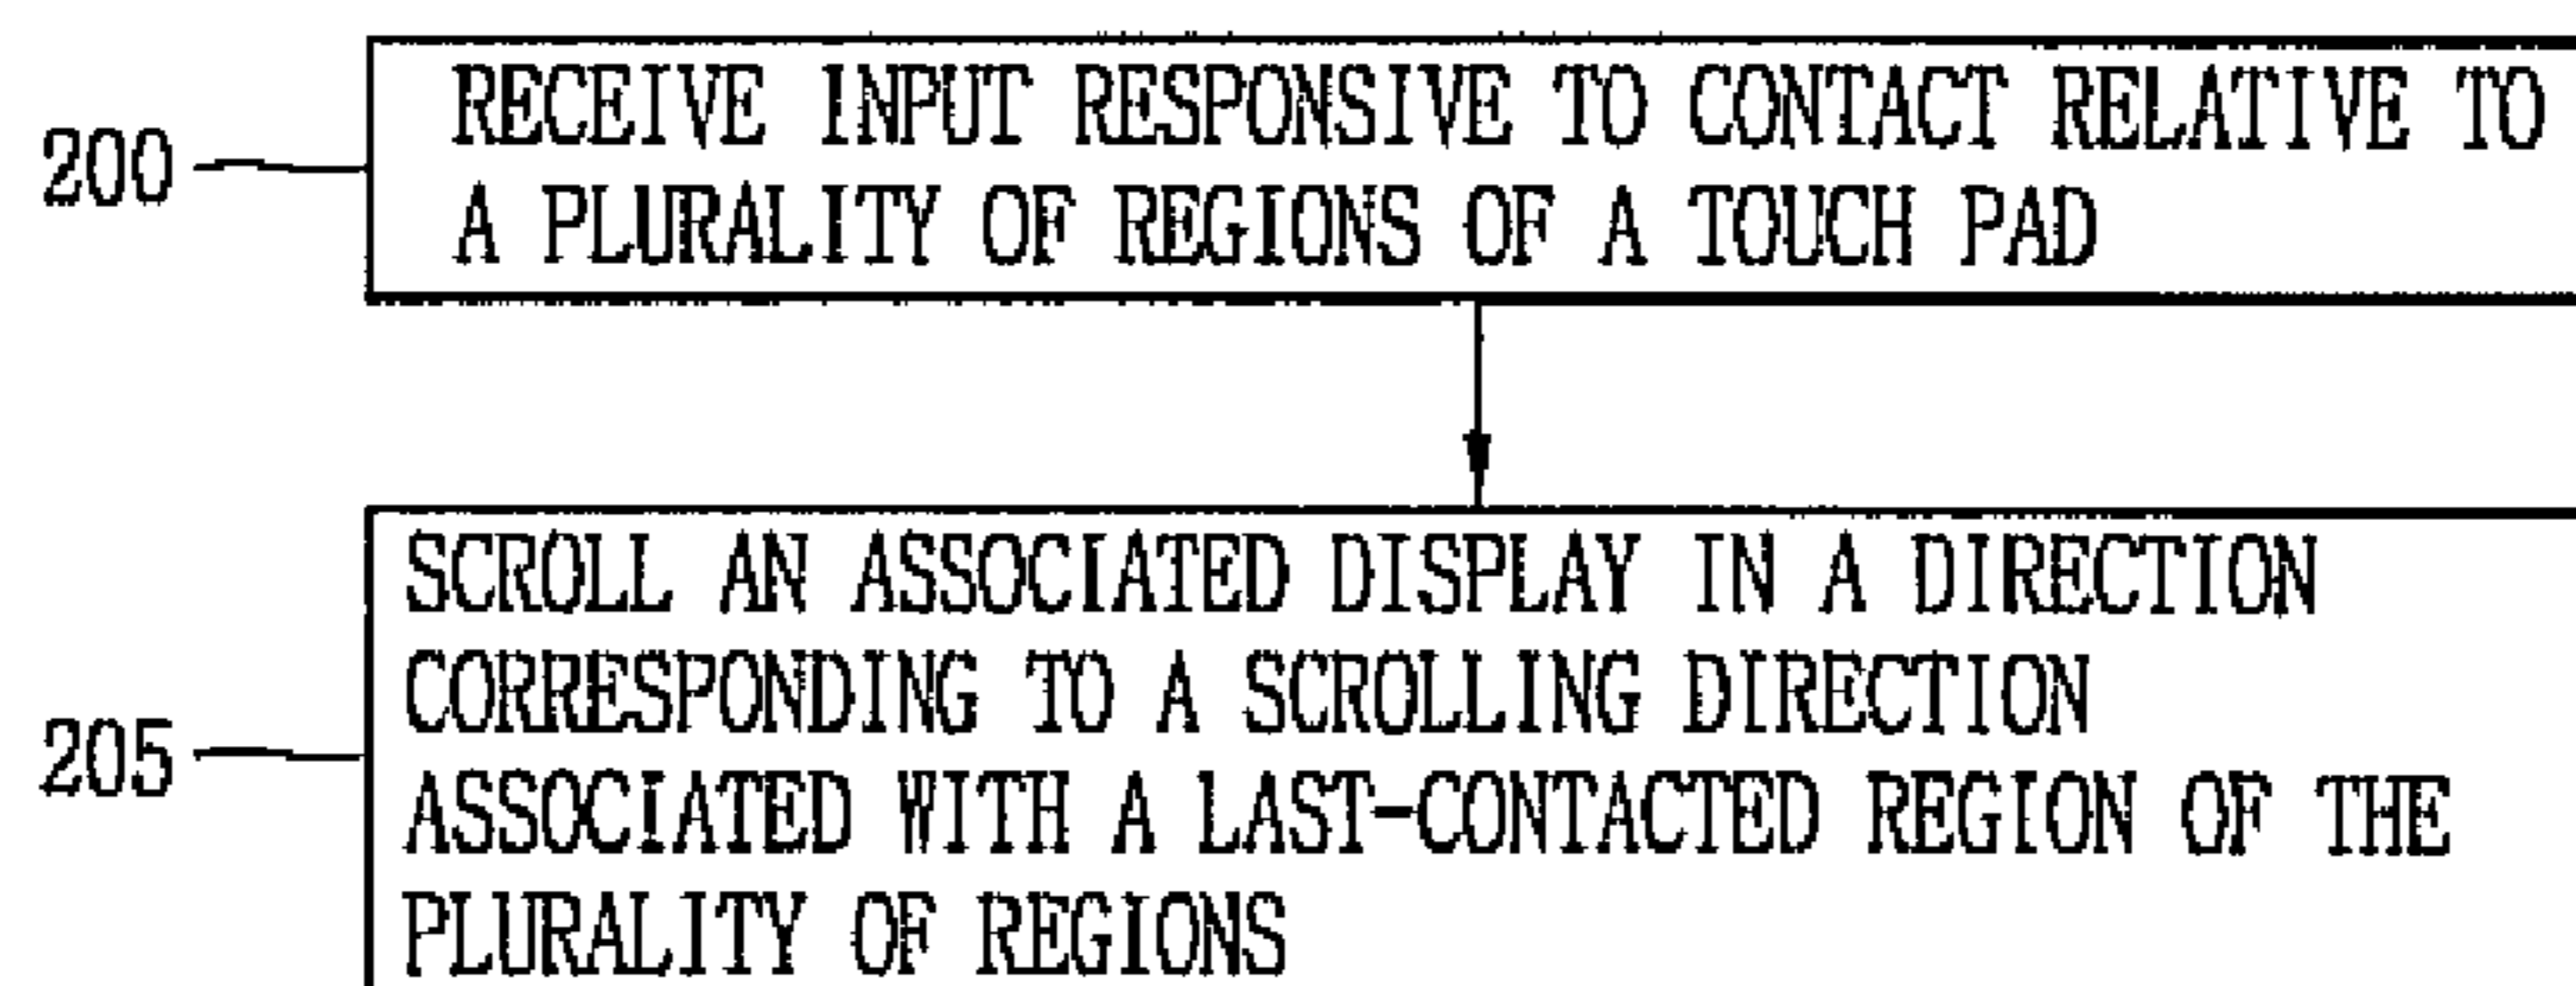 200
RECEIVE INPUT RESPONSIVE TO CONTACT RELATIVE TO
A PLURALITY OF REGIONS OF A TOUCH PAD
205
SCROLL AN ASSOCIATED DISPLAY IN A DIRECTION
CORRESPONDING TO A SCROLLING DIRECTION
ASSOCIATED WITH A LAST-CONTACTED REGION OF THE
PLURALITY OF REGIONS